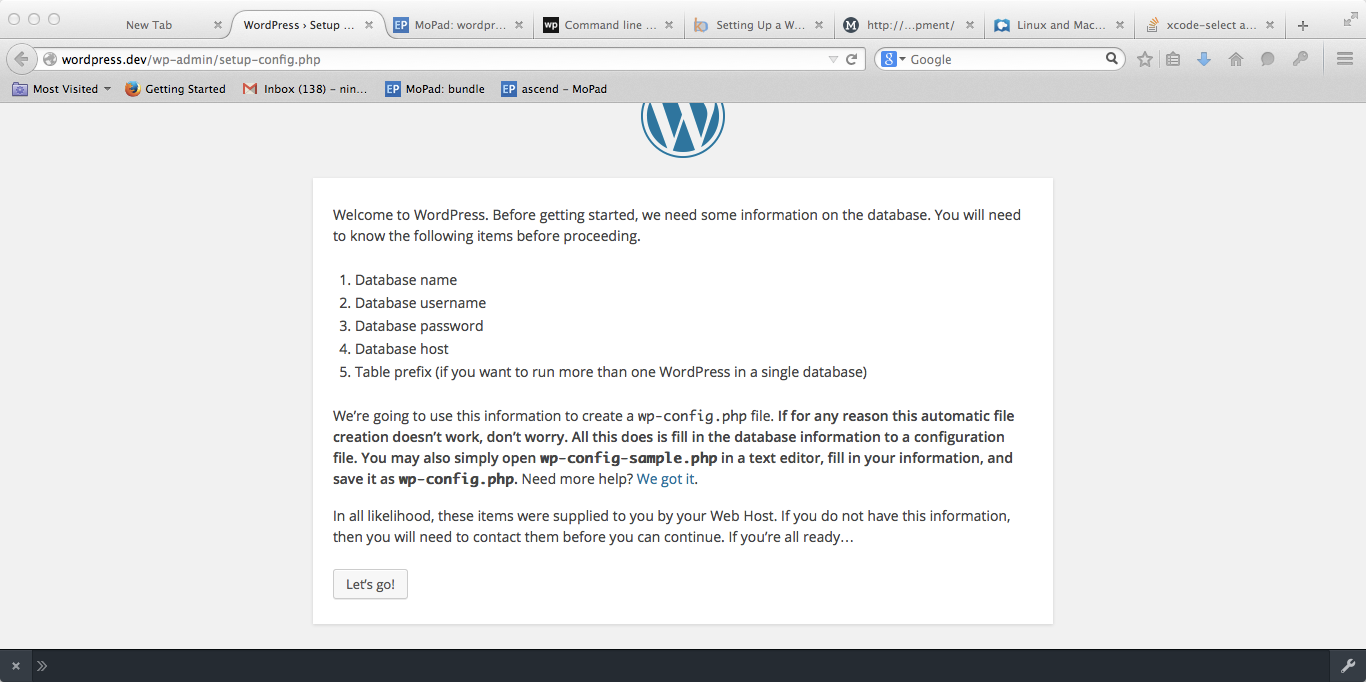 New Tab
WordPress › Setup ...
MoPad: wordpr...
Command line ...
Setting Up a W...
http://...pment/
Linux and Mac...
xcode-select a...
wordpress.dev/wp-admin/setup-config.php
Google
Most Visited
Getting Started
Inbox (138) – nin...
EP MoPad: bundle
EP ascend – MoPad
Welcome to WordPress. Before getting started, we need some information on the database. You will need
to know the following items before proceeding.
1. Database name
2. Database username
3. Database password
4. Database host
5. Table prefix (if you want to run more than one WordPress in a single database)
We’re going to use this information to create a wp-config.php file. If for any reason this automatic file
creation doesn’t work, don’t worry. All this does is fill in the database information to a configuration
file. You may also simply open wp-config-sample.php in a text editor, fill in your information, and
save it as wp-config.php. Need more help? We got it.
In all likelihood, these items were supplied to you by your Web Host. If you do not have this information,
then you will need to contact them before you can continue. If you’re all ready…
Let’s go!